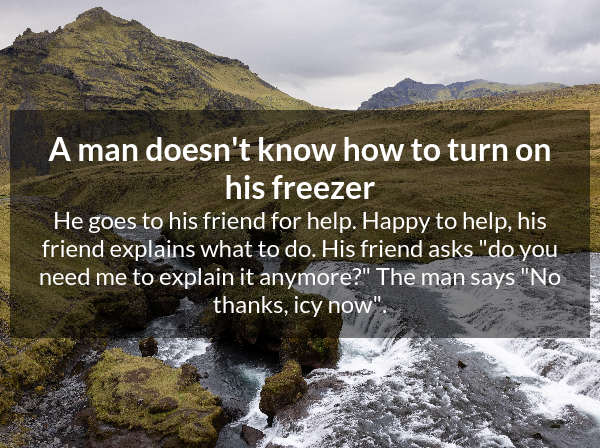 A man doesn't know how to turn on
his freezer
He goes to his friend for help. Happy to help, his
friend explains what to do. His friend asks "do you
need me to explain it anymore?" The man says "No
thanks, icy now".